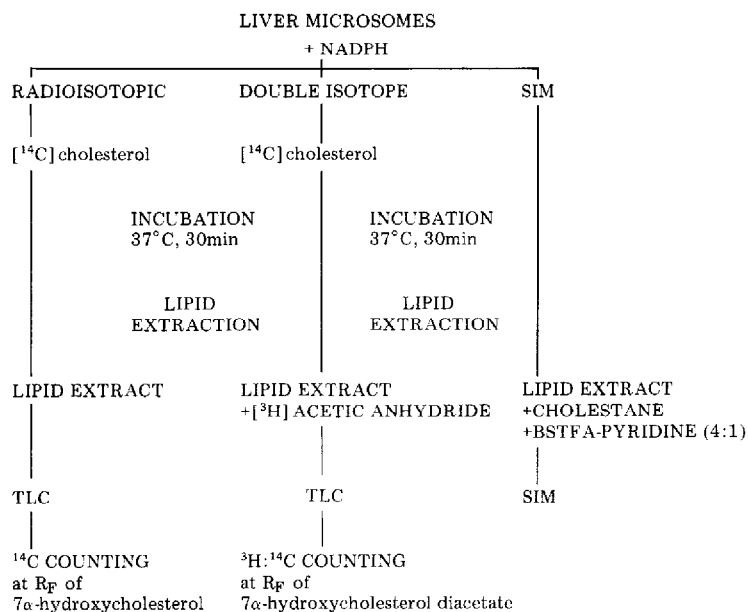 LIVER MICROSOMES
+ NADPH
RADIOISOTOPIC DOUBLE ISOTOPE SIM
[¹⁴C] cholesterol [¹⁴C] cholesterol
INCUBATION INCUBATION
37°C, 30min 37°C, 30min
LIPID LIPID
EXTRACTION EXTRACTION
LIPID EXTRACT LIPID EXTRACT LIPID EXTRACT
+[³H] ACETIC ANHYDRIDE +CHOLESTANE
+BSTFA-PYRIDINE (4:1)
TLC TLC SIM
¹⁴C COUNTING ³H:¹⁴C COUNTING
at R_F of at R_F of
7α-hydroxycholesterol 7α-hydroxycholesterol diacetate